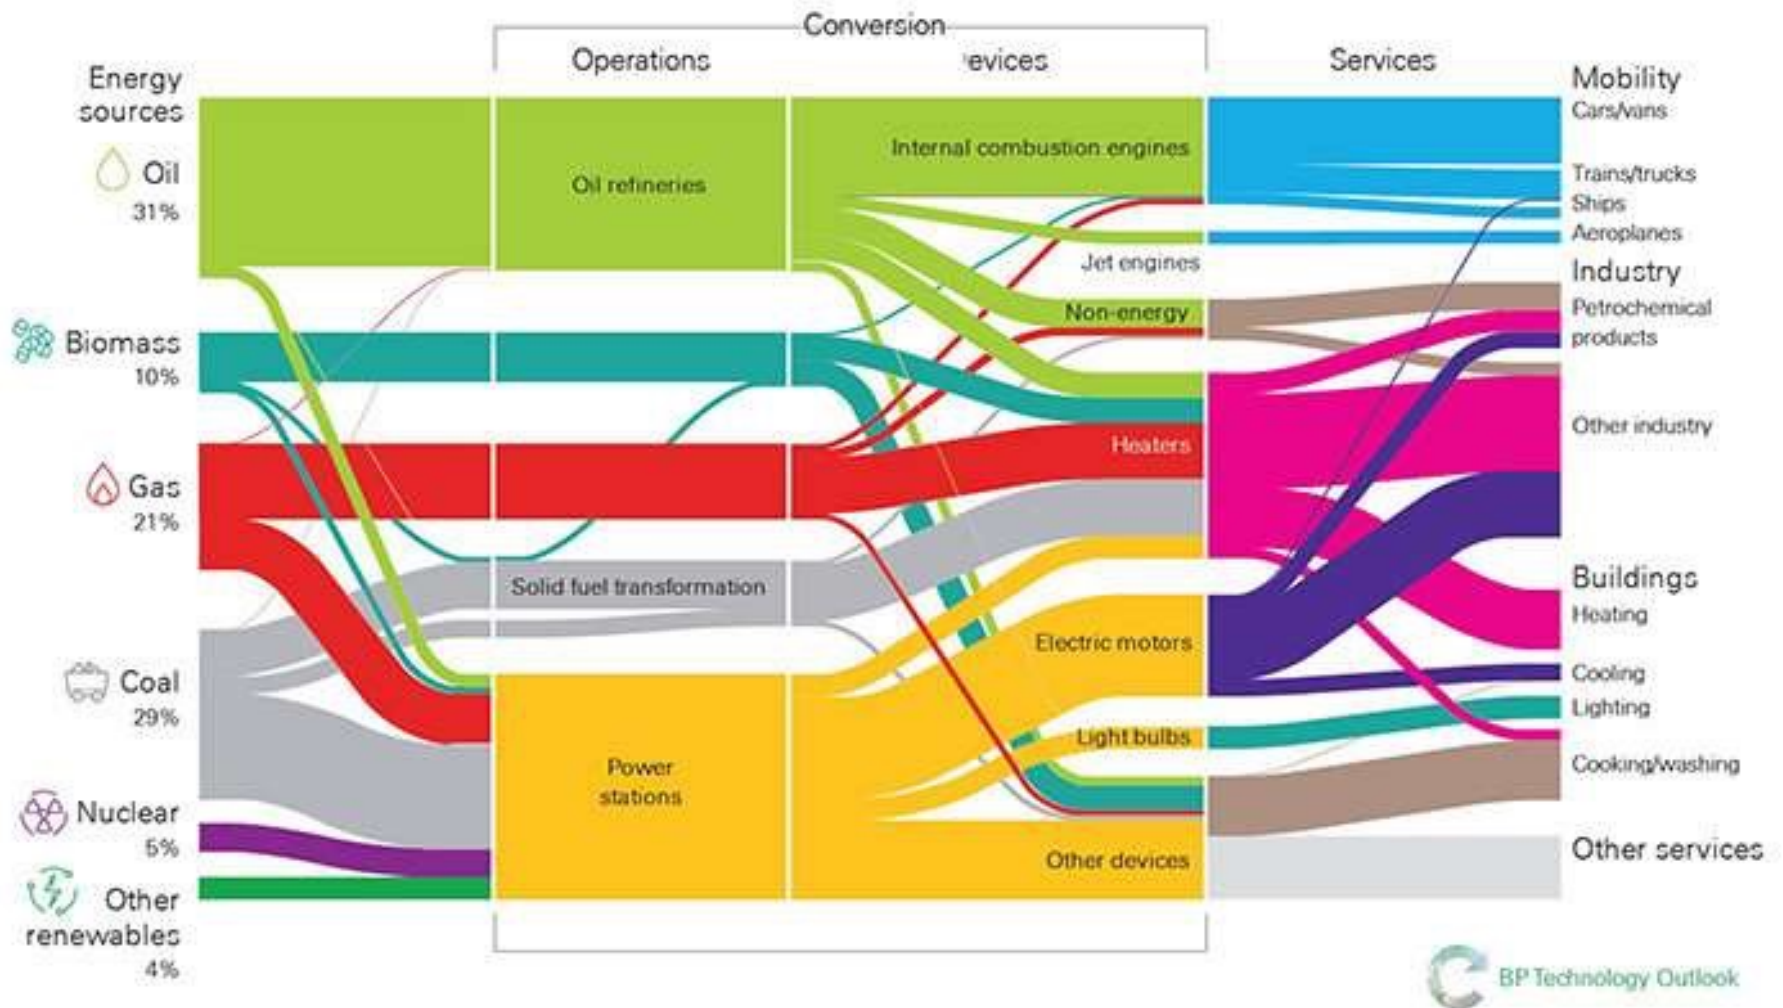 Conversion
Operations
evices
Services
Energy
sources
Oil
31%
Biomass
10%
Gas
21%
Coal
29%
Nuclear
5%
Other
renewables
4%
Oil refineries
Solid fuel transformation
Power
stations
Internal combustion engines
Jet engines
Non-energy
Heaters
Electric motors
Light bulbs
Other devices
Mobility
Cars/vans
Trains/trucks
Ships
Aeroplanes
Industry
Petrochemical
products
Other industry
Buildings
Heating
Cooling
Lighting
Cooking/washing
Other services
BP Technology Outlook